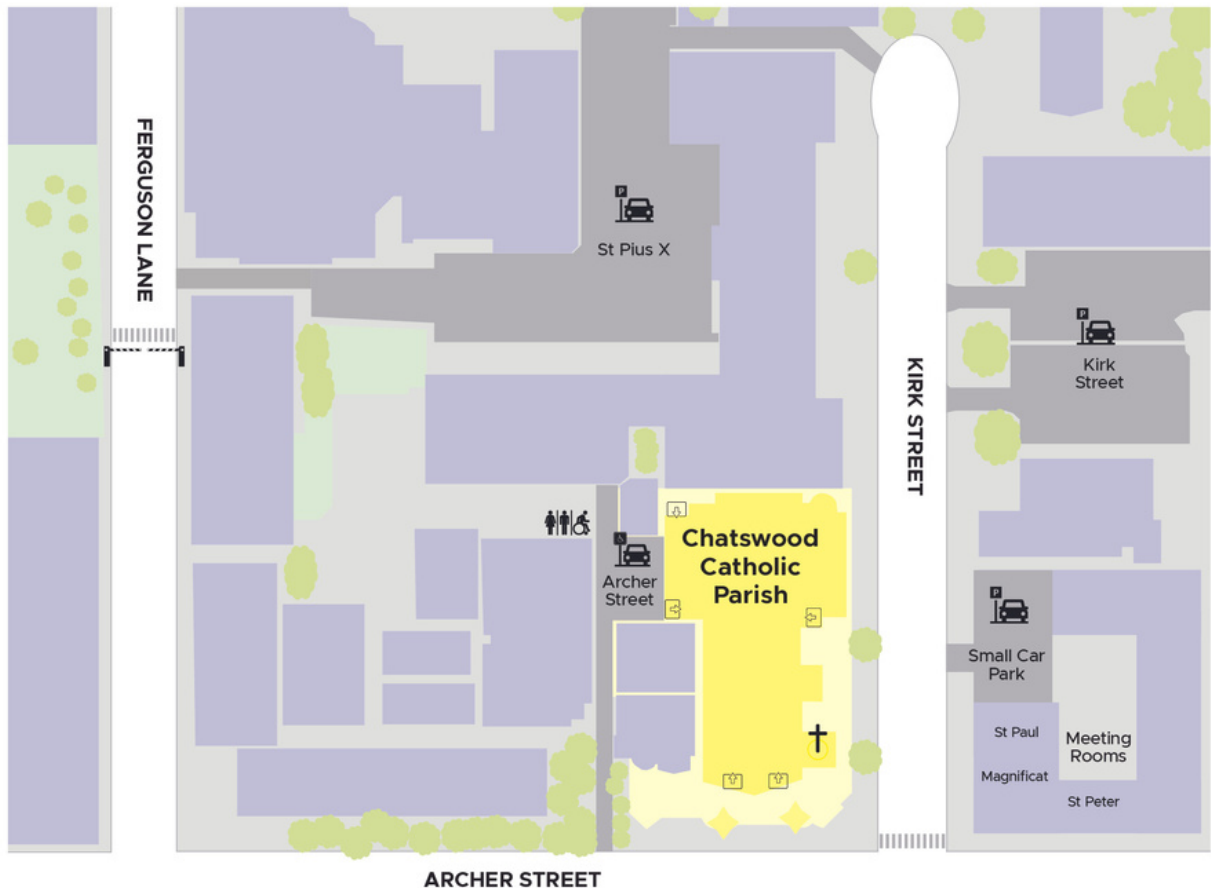 FERGUSON LANE
P
St Pius X
P
Kirk
Street
KIRK STREET
Chatswood
Catholic
Parish
Archer
Street
P
Small Car
Park
St Paul
Meeting
Rooms
Magnificat
St Peter
ARCHER STREET